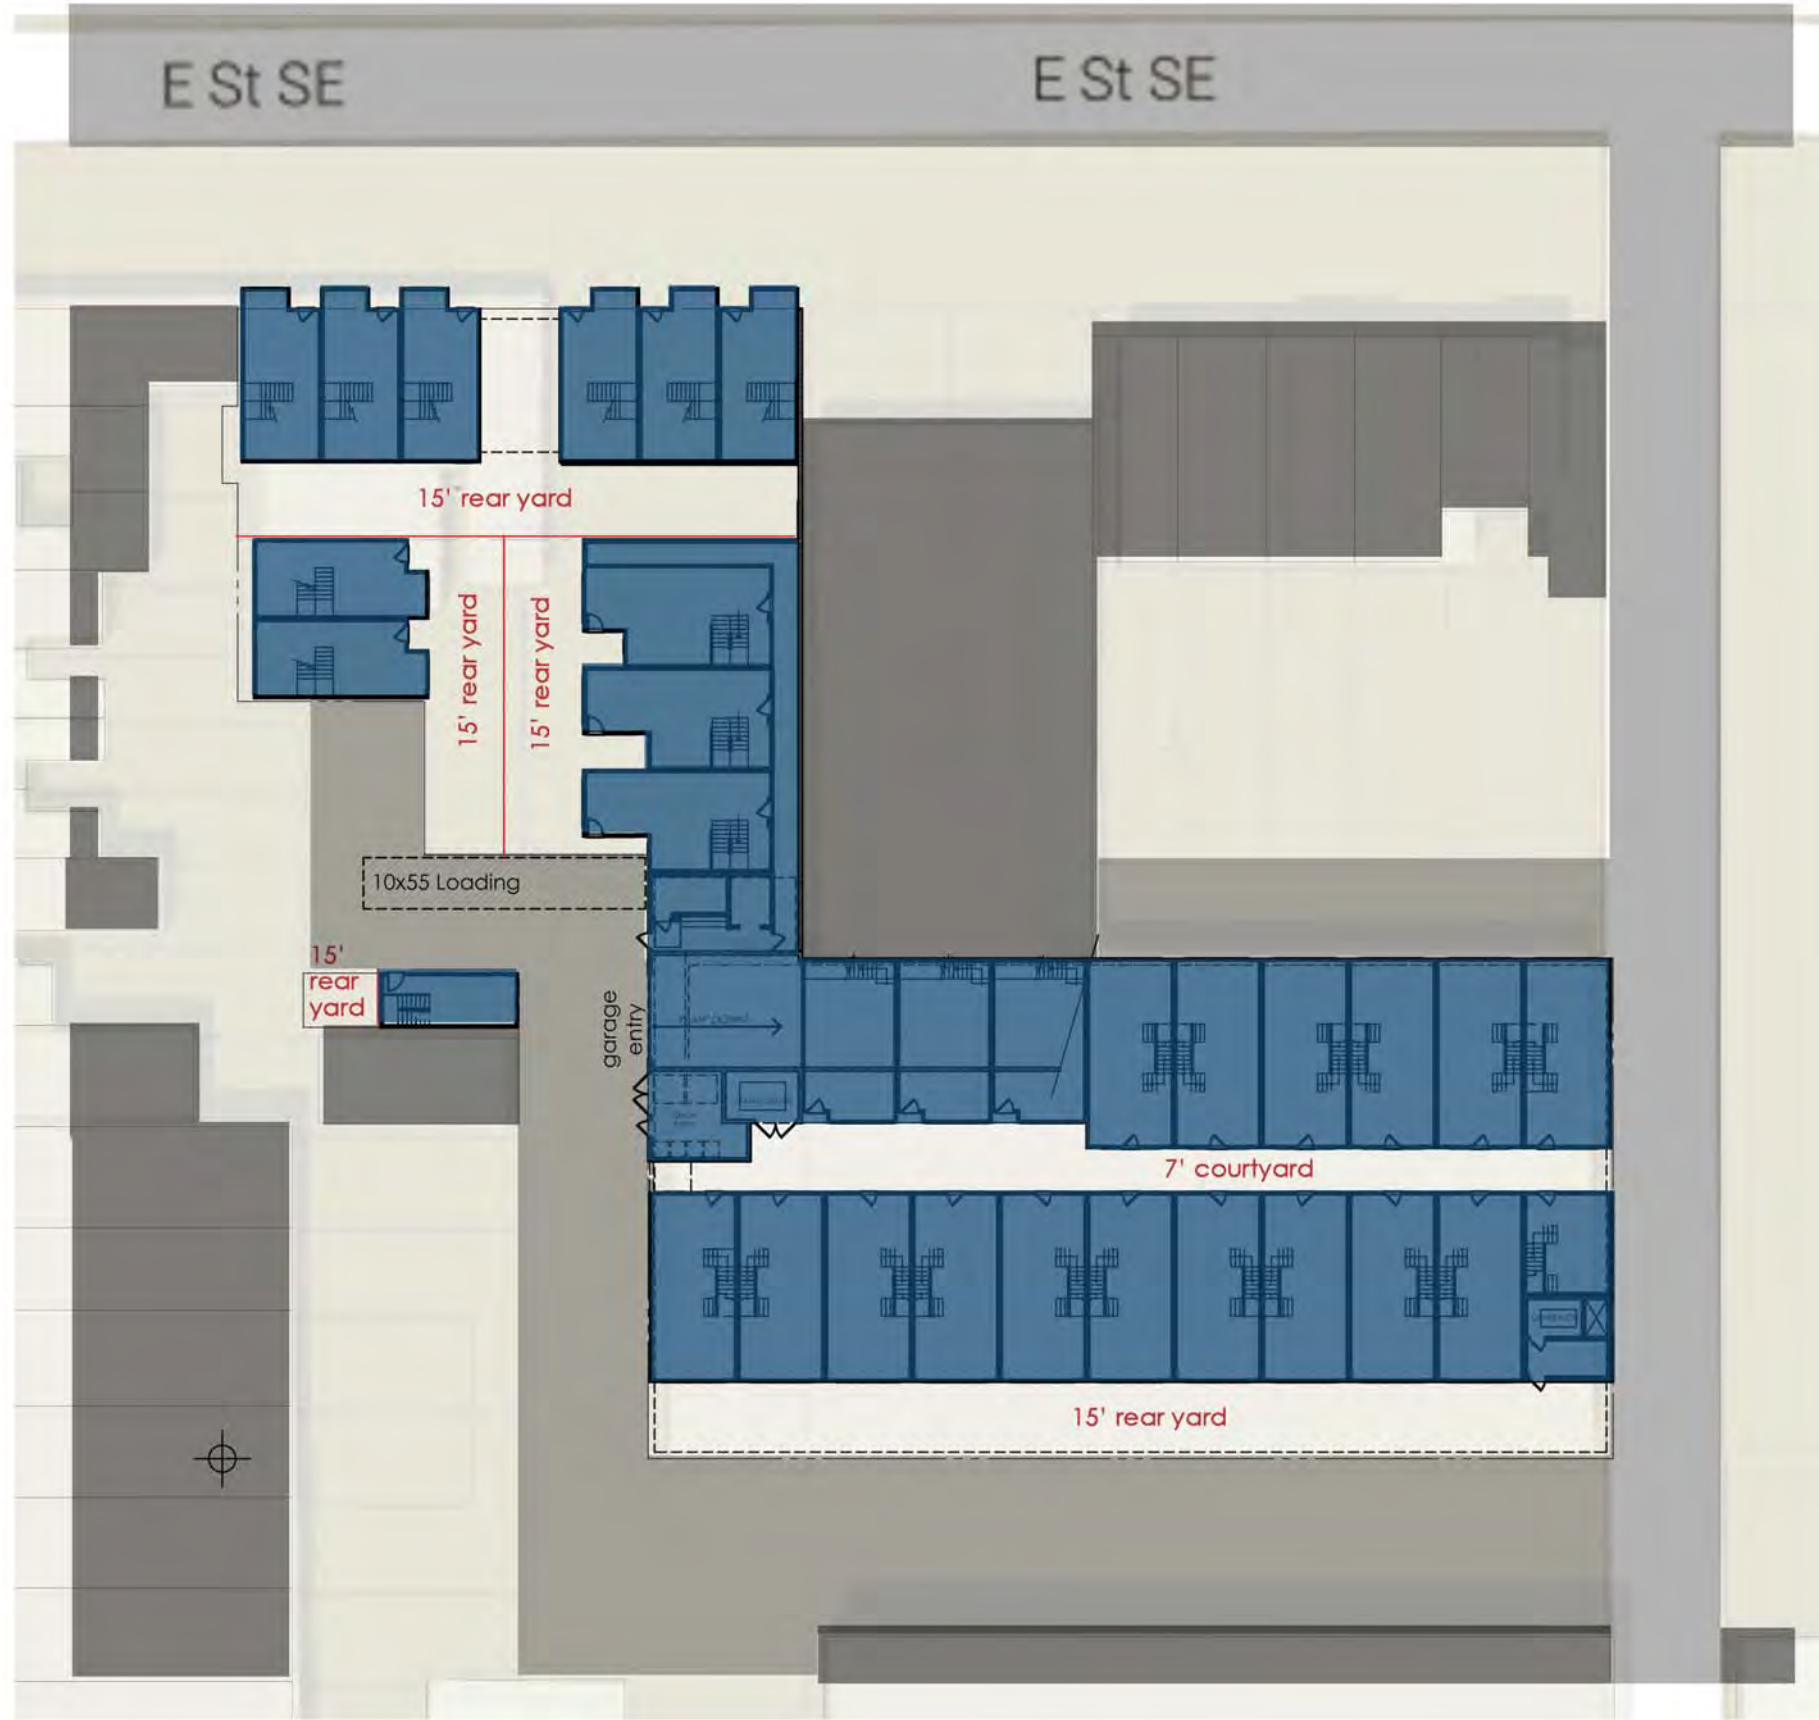 E St SE
E St SE
15' rear yard
15' rear yard
15' rear yard
10x55 Loading
15'
rear
yard
garage
entry
7' courtyard
15' rear yard